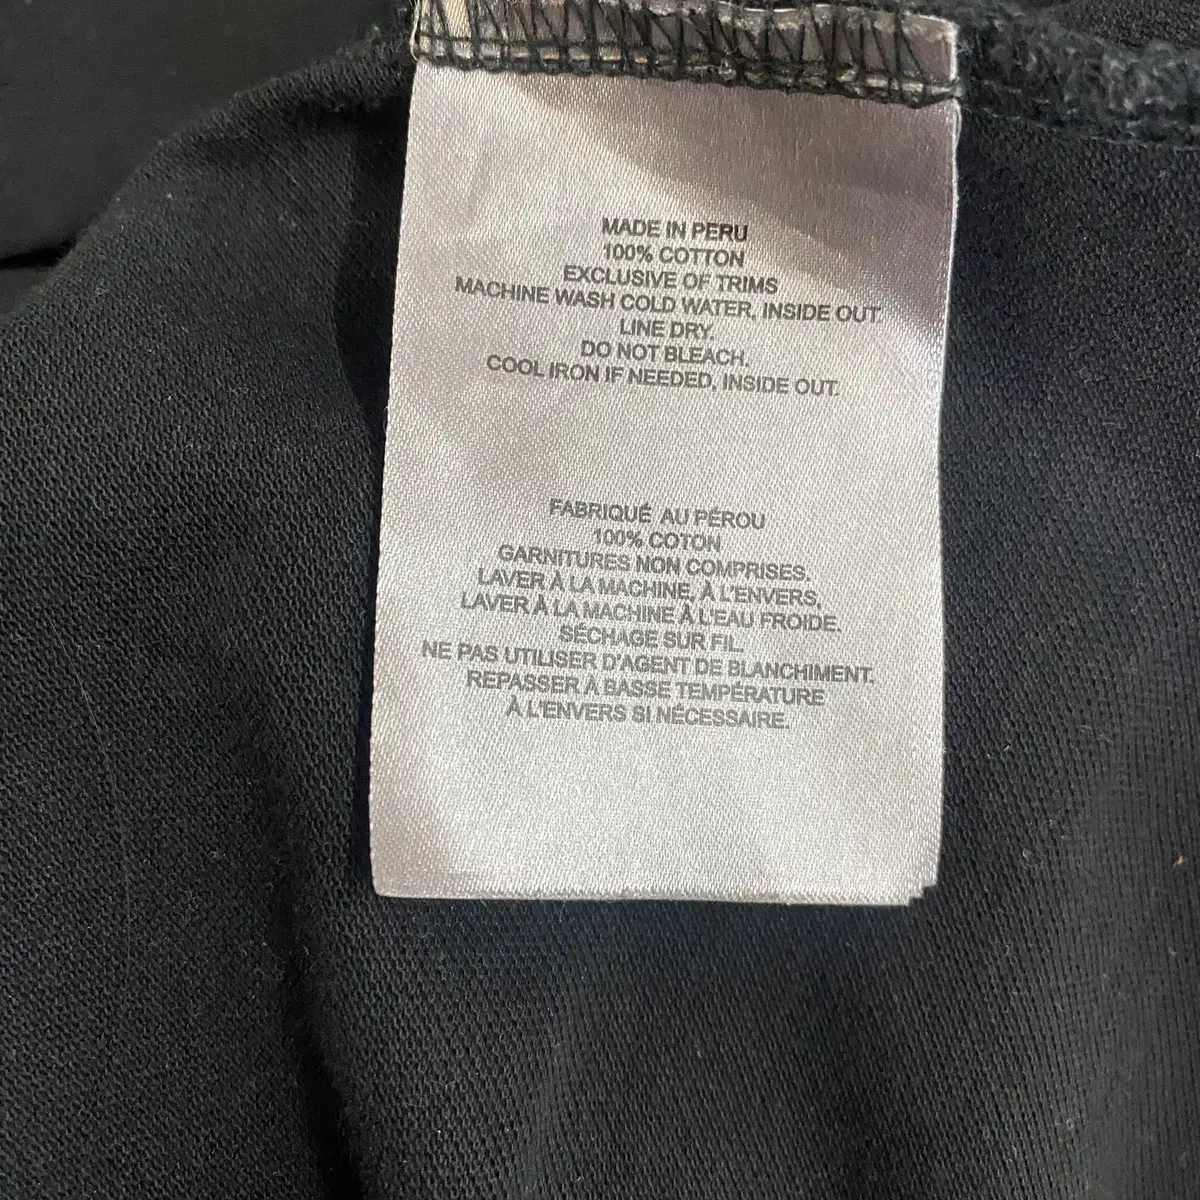 MADE IN PERU
100% COTTON
EXCLUSIVE OF TRIMS
MACHINE WASH COLD WATER, INSIDE OUT
LINE DRY.
DO NOT BLEACH.
COOL IRON IF NEEDED, INSIDE OUT.
FABRIQUÉ AU PÉROU
100% COTON
GARNITURES NON COMPRISES.
LAVER À LA MACHINE, À L'ENVERS,
LAVER À LA MACHINE À L'EAU FROIDE.
SÉCHAGE SUR FIL.
NE PAS UTILISER D'AGENT DE BLANCHIMENT.
REPASSER À BASSE TEMPÉRATURE
À L'ENVERS SI NÉCESSAIRE.